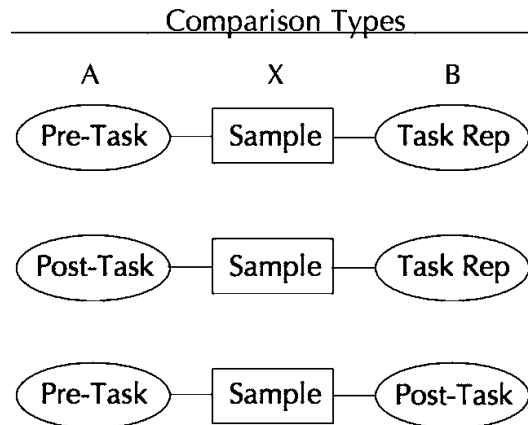 Comparison Types
A X B
Pre-Task Sample Task Rep
Post-Task Sample Task Rep
Pre-Task Sample Post-Task